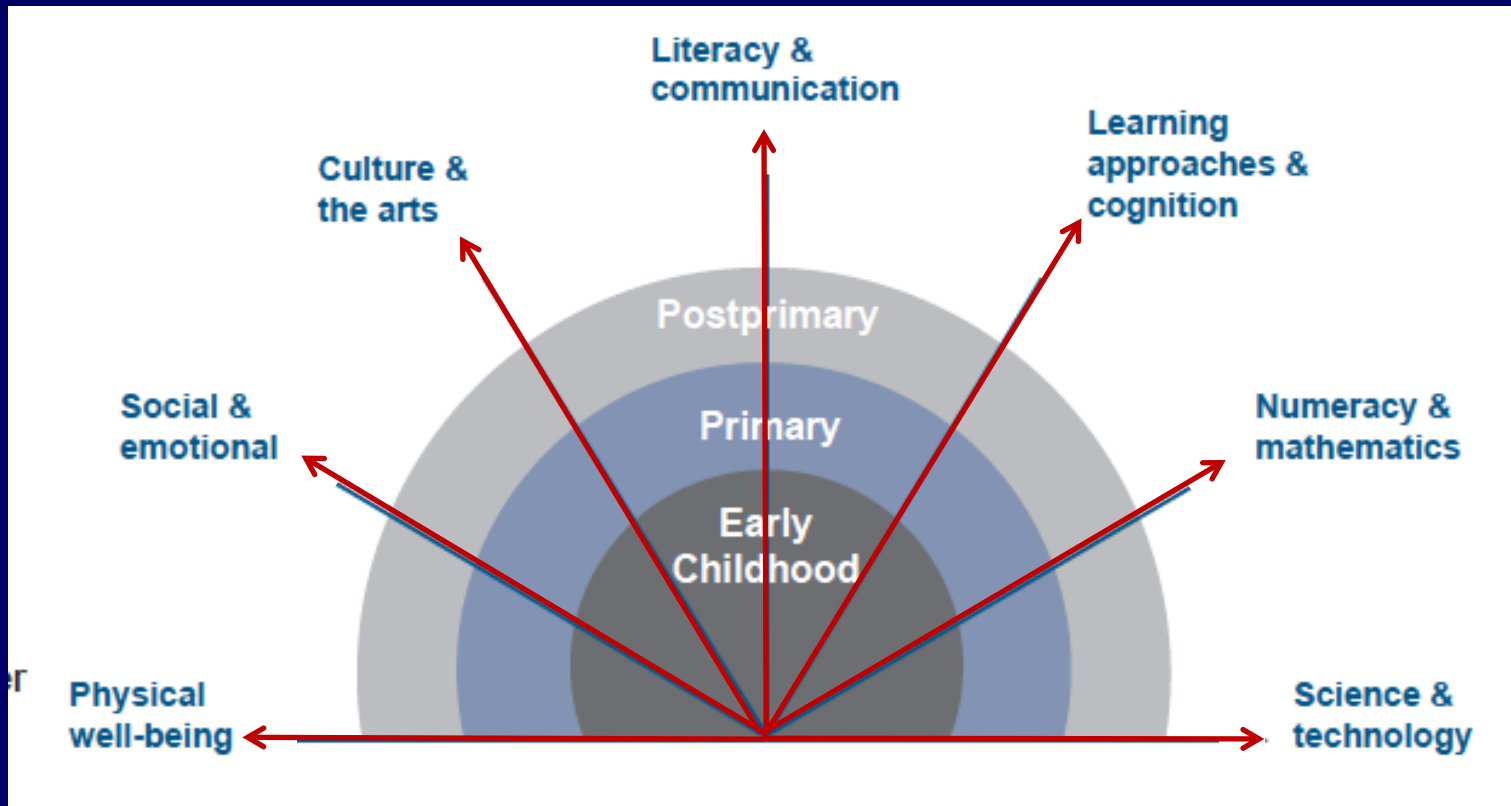 Literacy &
communication
Learning
approaches &
cognition
Culture &
the arts
Postprimary
Social &
emotional
Primary
Numeracy &
mathematics
Early
Childhood
er
Physical
well-being
Science &
technology